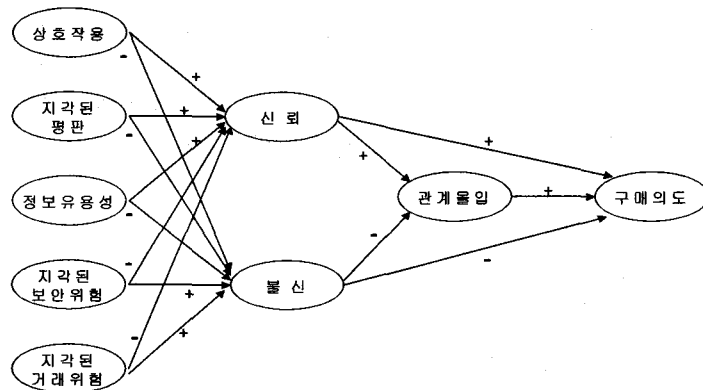 상호작용
지각된
평판
정보유용성
지각된
보안위험
지각된
거래위험
신뢰
불신
관계몰입
구매의도
-
+
+
-
+
-
-
+
-
+
+
-
+
+
-